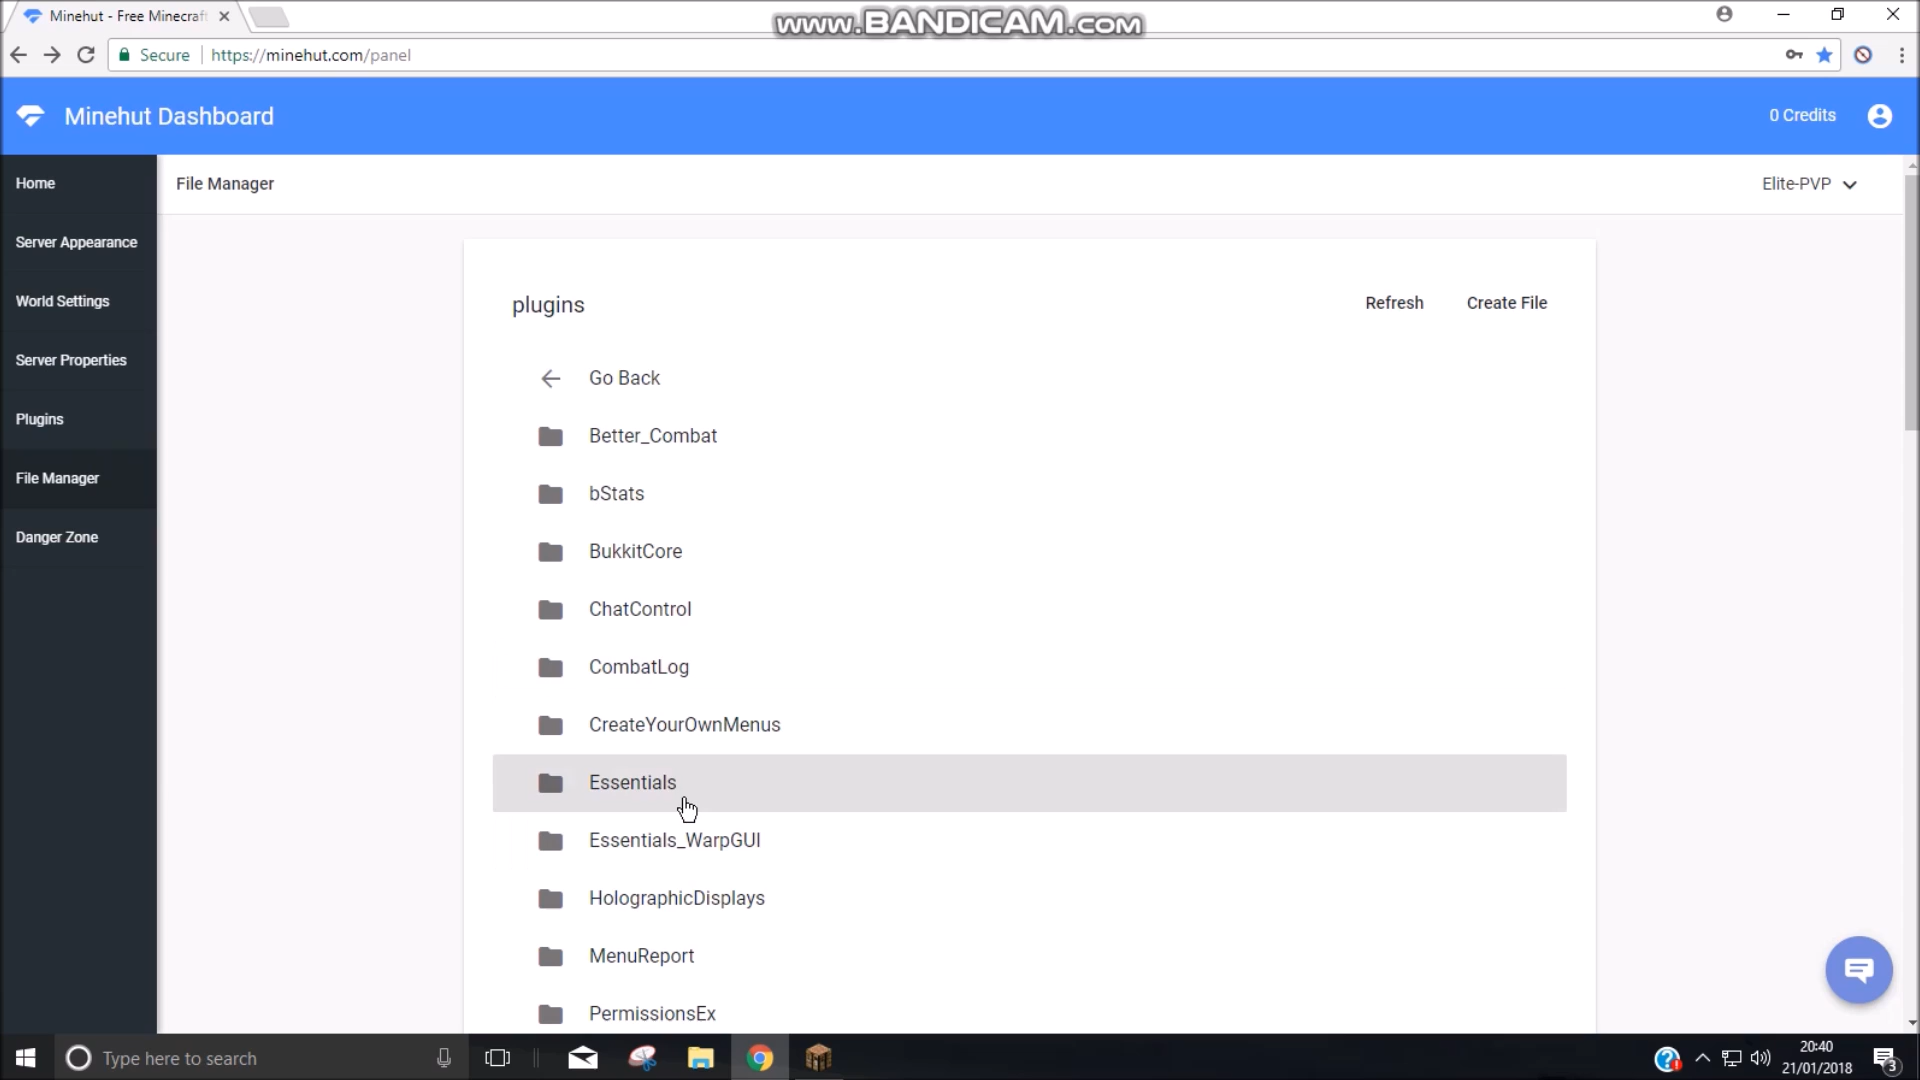 Minehut - Free Minecraft
www.BANDICAM.com
Secure https://minehut.com/panel
Minehut Dashboard
0 Credits
Home
File Manager
Elite-PVP
Server Appearance
World Settings
Server Properties
Plugins
File Manager
Danger Zone
plugins
Refresh
Create File
Go Back
Better_Combat
bStats
BukkitCore
ChatControl
CombatLog
CreateYourOwnMenus
Essentials
Essentials_WarpGUI
HolographicDisplays
MenuReport
PermissionsEx
Type here to search
20:40
21/01/2018
3